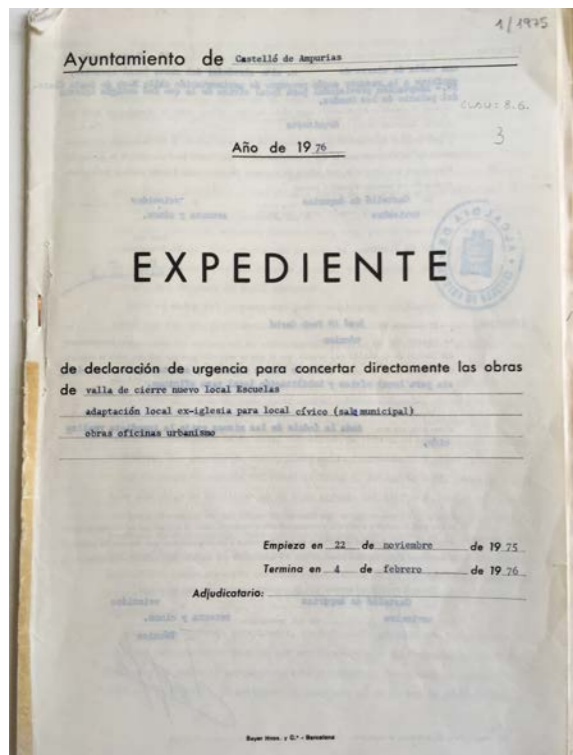 1/1975
Ayuntamiento de Castelló de Ampurias
3
Año de 1976
EXPEDIENTE
de declaración de urgencia para concertar directamente las obras
de valla de cierre nuevo local Escuelas
adaptación local ex-iglesia para local cívico (sala municipal)
obras oficinas urbanismo
Empieza en 22 de noviembre de 1975
Termina en 4 de febrero de 1976
Adjudicatario:
Bayer Hnos. y C.ª - Barcelona